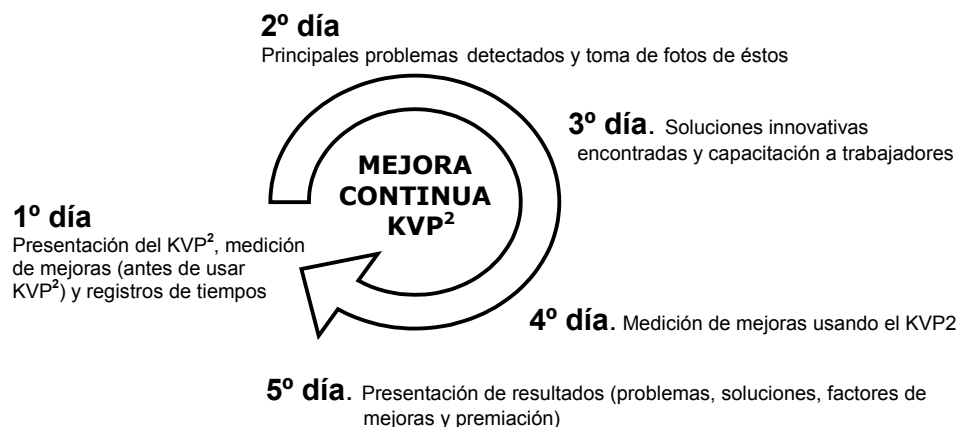 2º día
Principales problemas detectados y toma de fotos de éstos
3º día. Soluciones innovativas
encontradas y capacitación a trabajadores
MEJORA
CONTINUA
KVP²
1º día
Presentación del KVP², medición
de mejoras (antes de usar
KVP²) y registros de tiempos
4º día. Medición de mejoras usando el KVP2
5º día. Presentación de resultados (problemas, soluciones, factores de
mejoras y premiación)